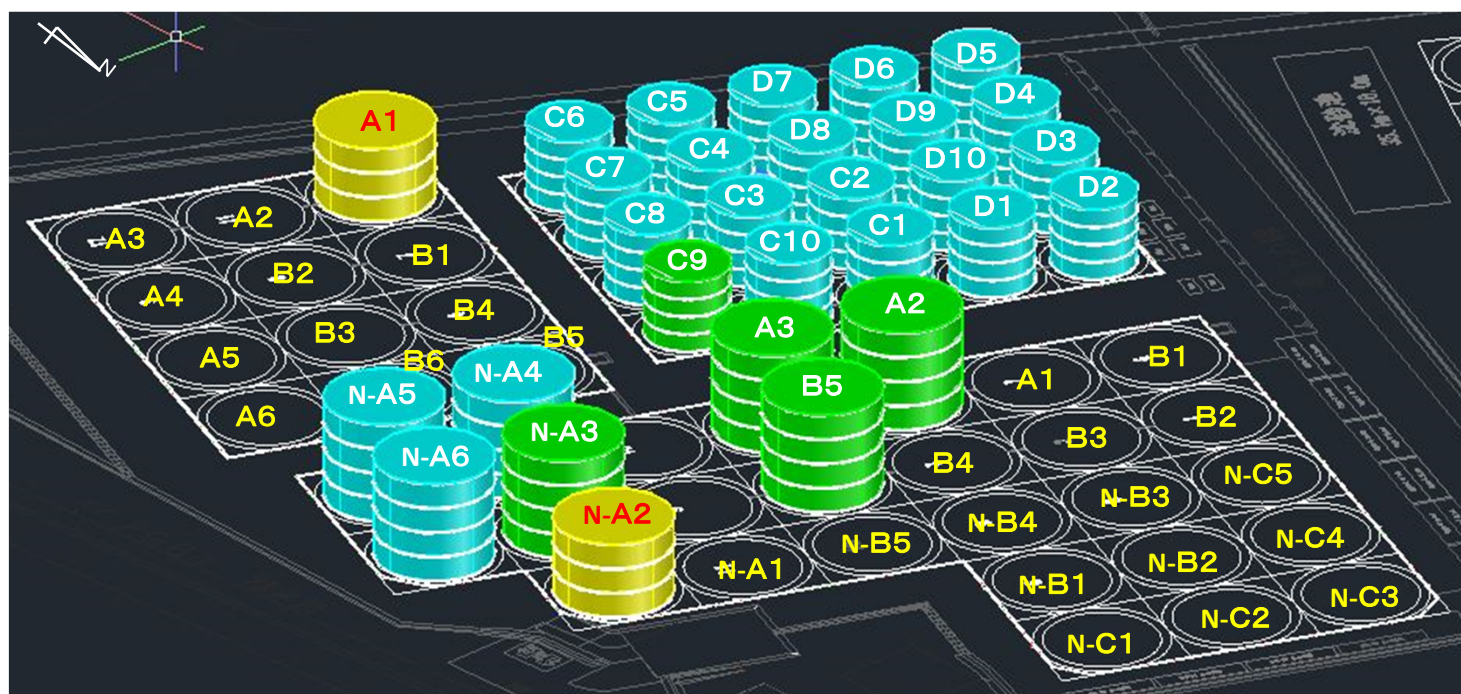 N
A1
A2
A3
B1
B2
A4
B4
B3
B5
A5
B6
A6
D5
D6
D7
C5
C6
D4
D9
D8
C4
C7
D3
D10
C2
C3
C8
D2
D1
C1
C10
C9
A2
A3
B5
A1
B1
B2
B3
B4
N-A4
N-A5
N-A3
N-A6
N-A2
N-A1
N-B5
N-B4
N-B3
N-C5
N-B1
N-B2
N-C4
N-C1
N-C2
N-C3